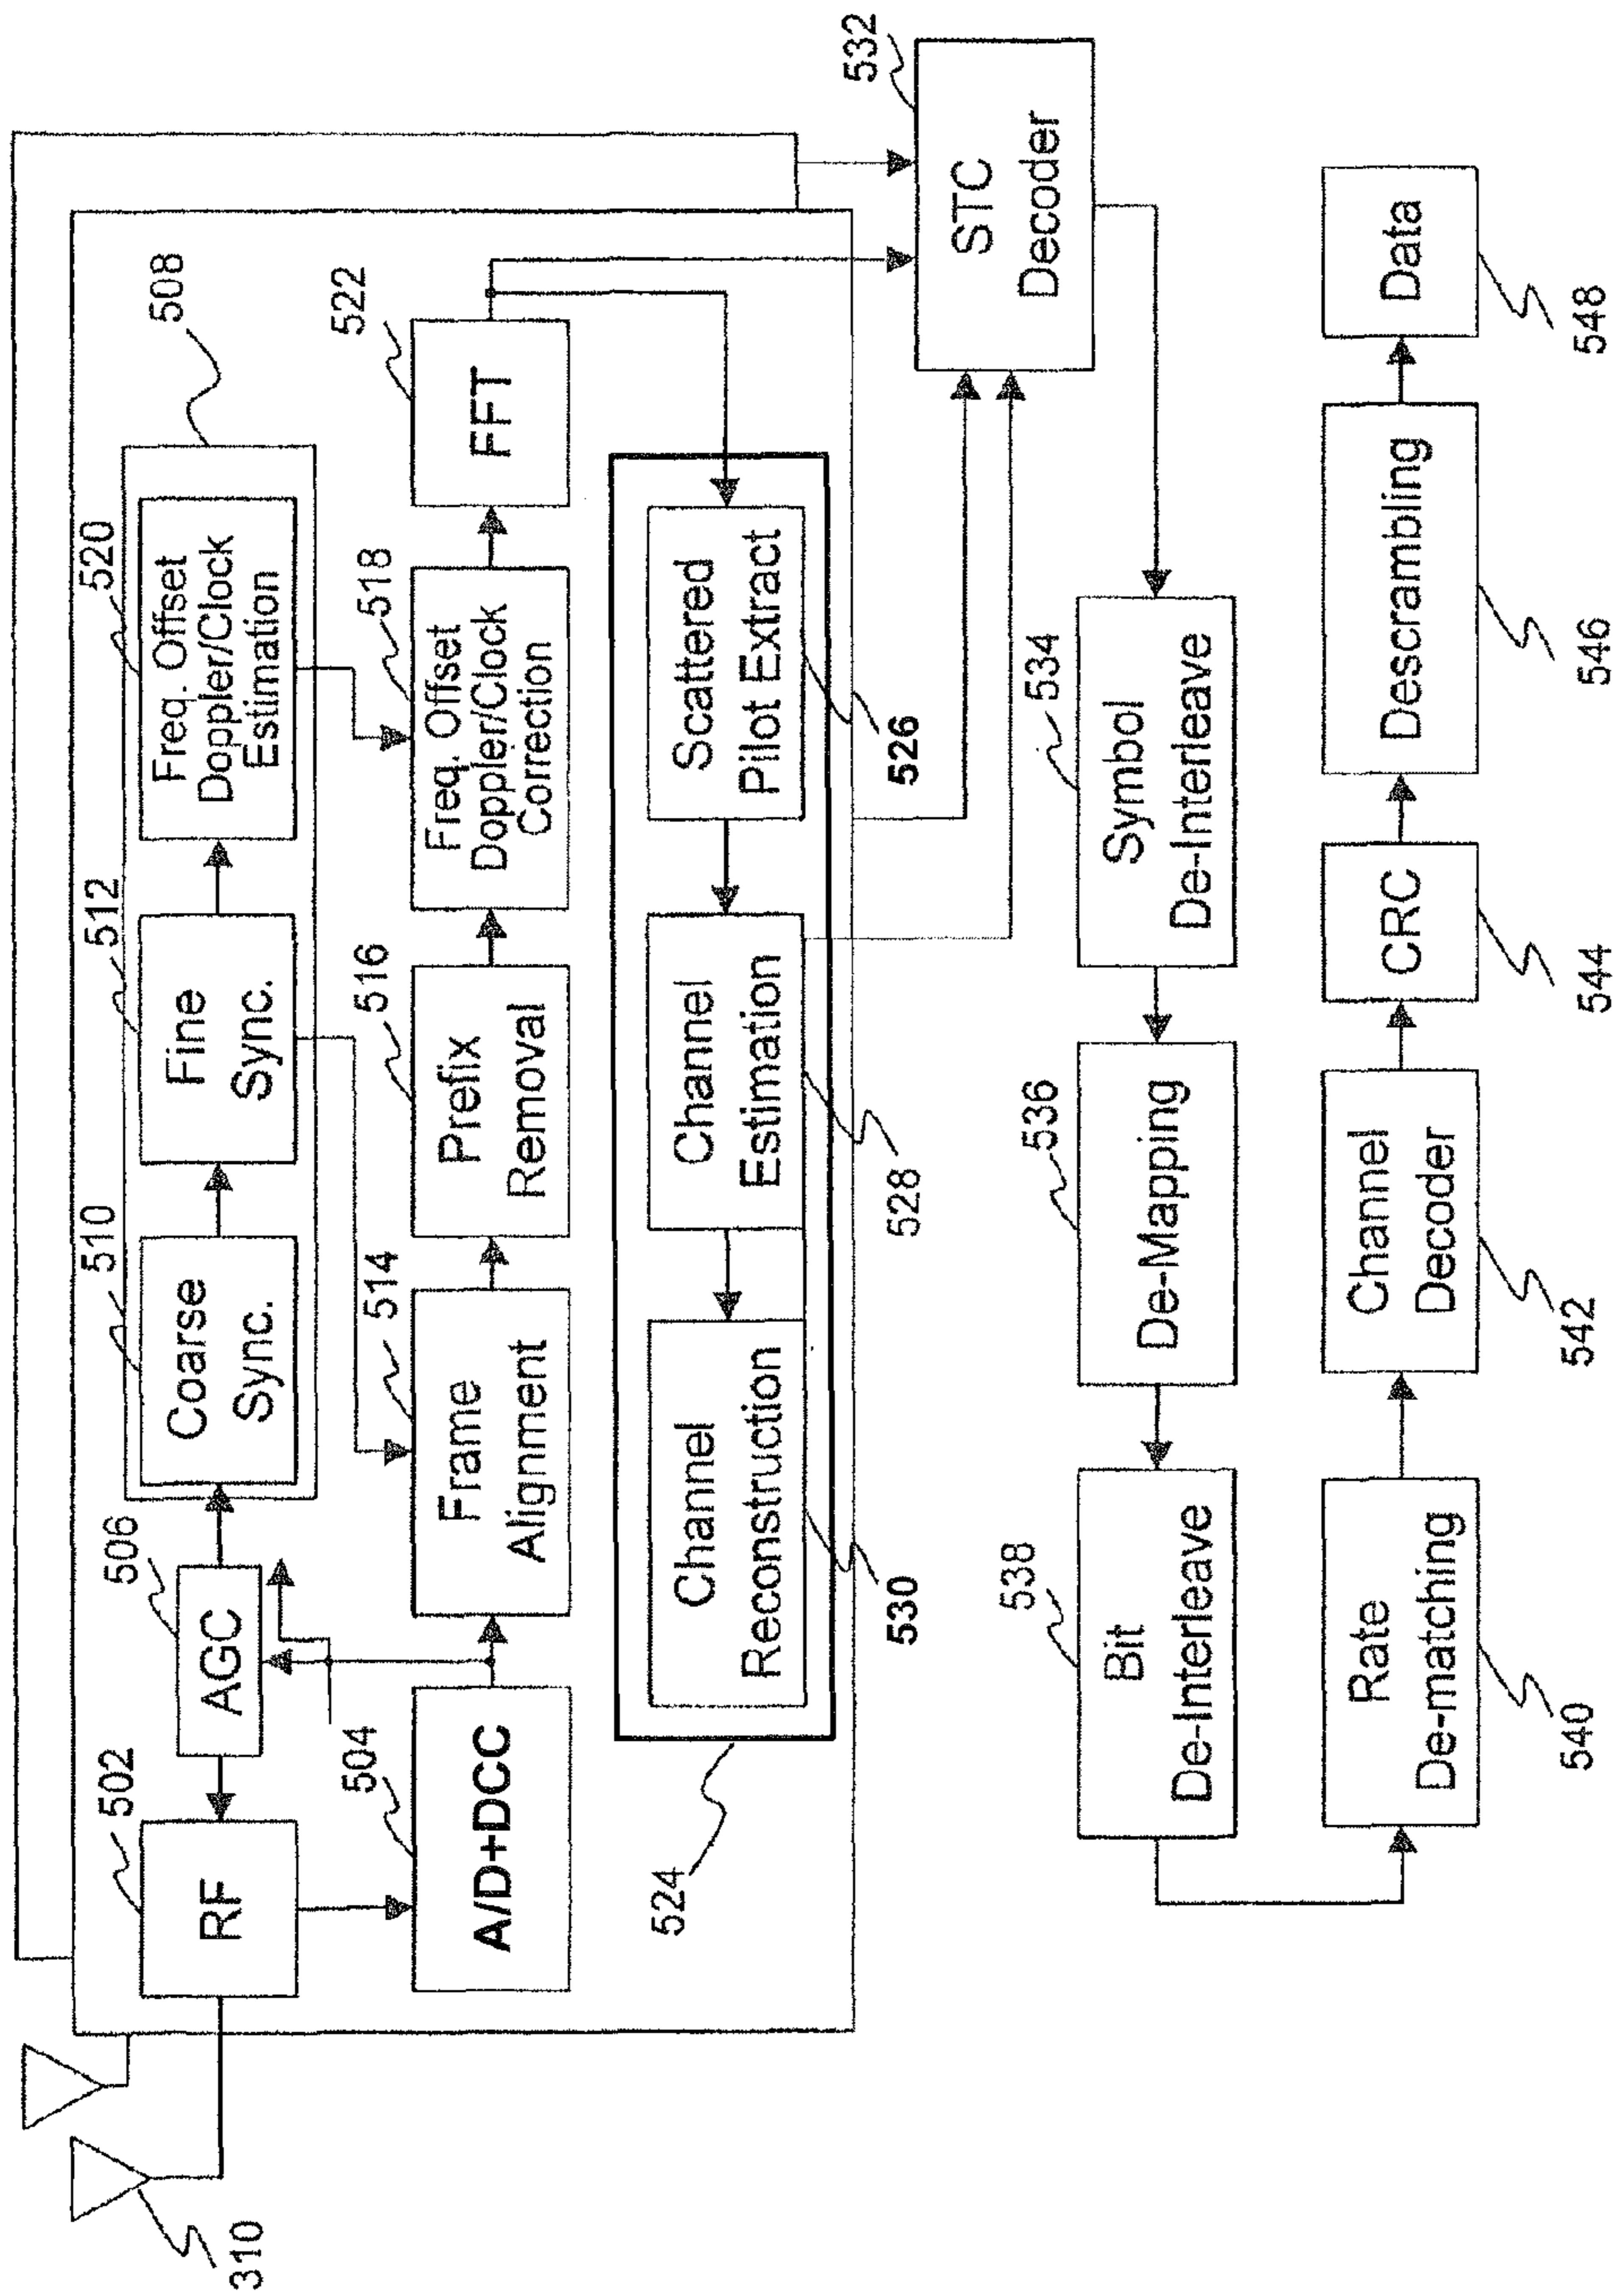 310
502
RF
506
AGC
508
510
Coarse
Sync.
512
Fine
Sync.
520
Freq. Offset
Doppler/Clock
Estimation
504
A/D+DCC
514
Frame
Alignment
516
Prefix
Removal
518
Freq. Offset
Doppler/Clock
Correction
522
FFT
524
Channel
Reconstruction
530
Channel
Estimation
528
Scattered
Pilot Extract
526
532
STC
Decoder
534
Symbol
De-Interleave
536
De-Mapping
538
Bit
De-Interleave
Rate
De-matching
540
Channel
Decoder
542
CRC
544
Descrambling
546
Data
548